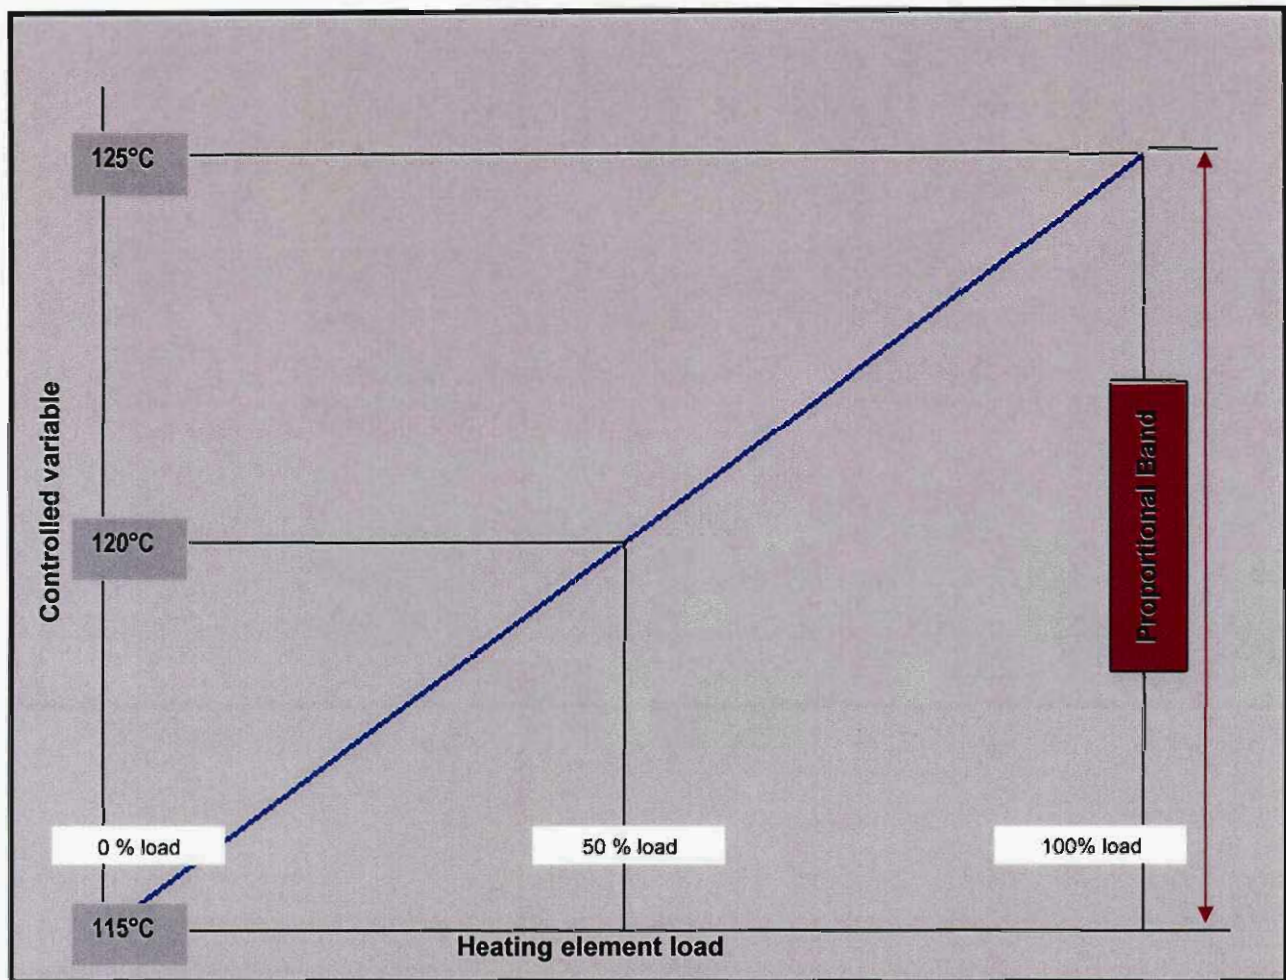 125°C
Controlled variable
Proportional Band
120°C
0 % load
50 % load
100% load
115°C
Heating element load